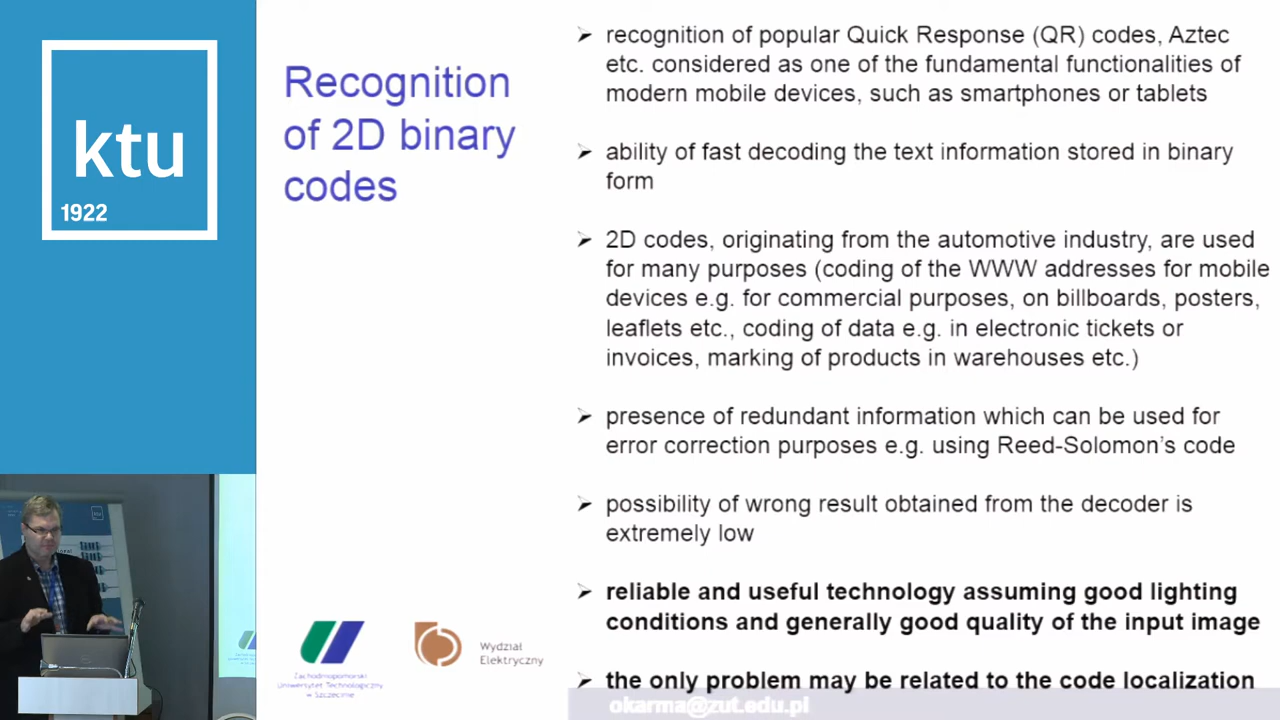 ktu
1922
Recognition
of 2D binary
codes
➢ recognition of popular Quick Response (QR) codes, Aztec
etc. considered as one of the fundamental functionalities of
modern mobile devices, such as smartphones or tablets
➢ ability of fast decoding the text information stored in binary
form
➢ 2D codes, originating from the automotive industry, are used
for many purposes (coding of the WWW addresses for mobile
devices e.g. for commercial purposes, on billboards, posters,
leaflets etc., coding of data e.g. in electronic tickets or
invoices, marking of products in warehouses etc.)
➢ presence of redundant information which can be used for
error correction purposes e.g. using Reed-Solomon's code
➢ possibility of wrong result obtained from the decoder is
extremely low
➢ reliable and useful technology assuming good lighting
conditions and generally good quality of the input image
➢ the only problem may be related to the code localization
okarma@zut.edu.pl
Zachodniopomorski
Uniwersytet Technologiczny
w Szczecinie
Wydział
Elektryczny